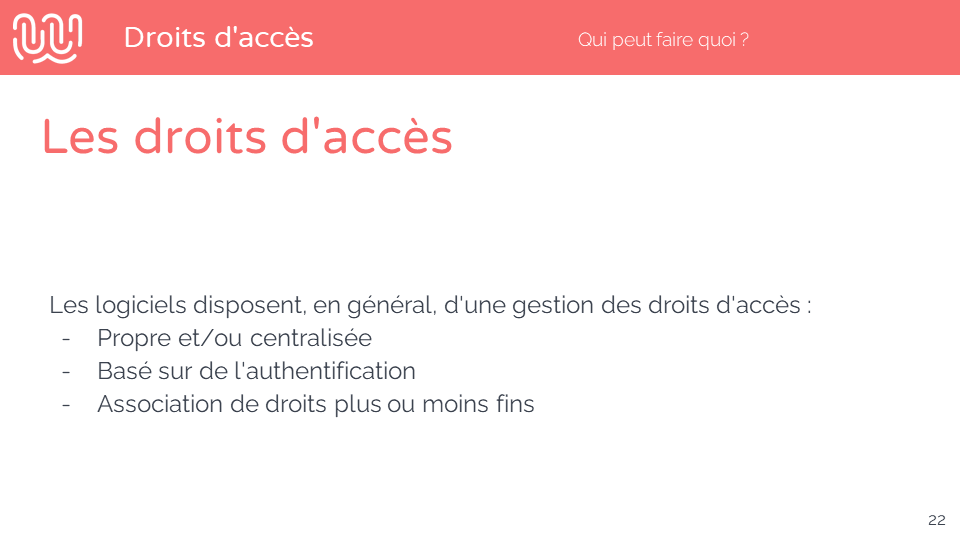 Droits d'accès
Qui peut faire quoi ?
Les droits d'accès
Les logiciels disposent, en général, d'une gestion des droits d'accès :
- Propre et/ou centralisée
- Basé sur de l'authentification
- Association de droits plus ou moins fins
22